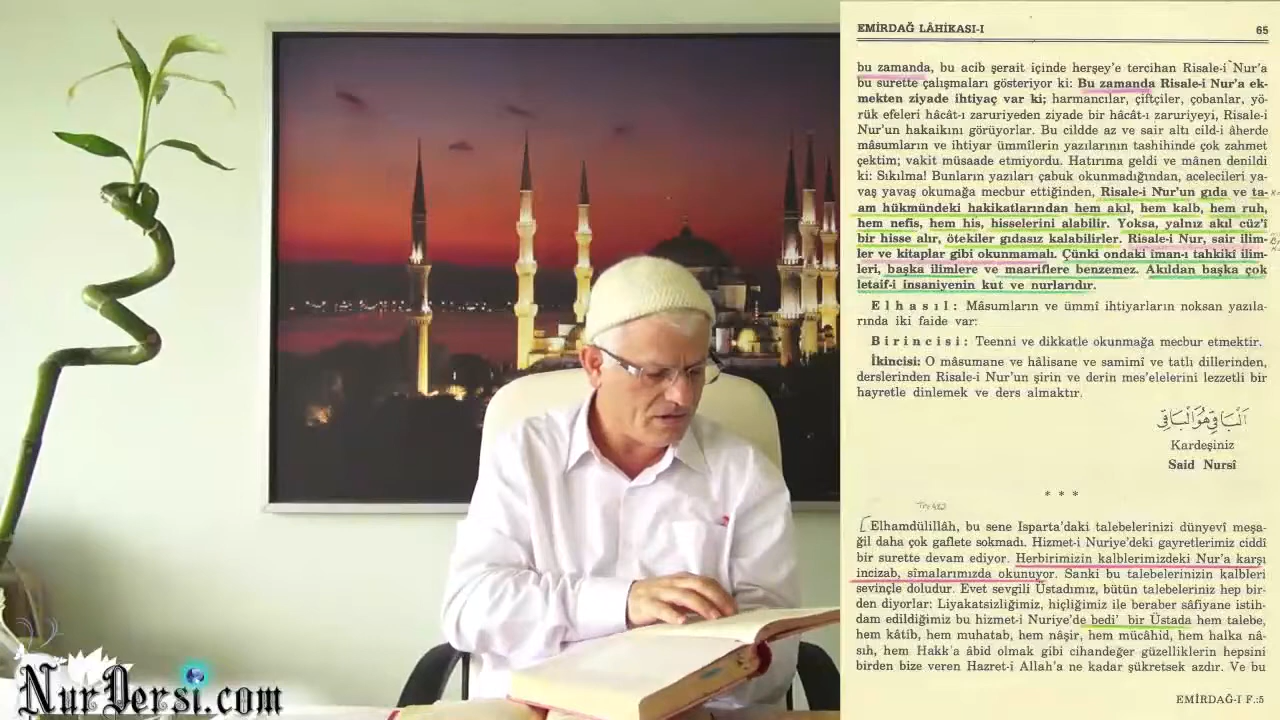 EMİRDAĞ LÂHİKASI-I 65
bu zamanda, bu acib şerait içinde herşey'e tercihan Risale-i Nur'a
bu surette çalışmaları gösteriyor ki: Bu zamanda Risale-i Nur'a ek-
mekten ziyade ihtiyaç var ki; harmancılar, çiftçiler, çobanlar, yö-
rük efeleri hâcât-ı zaruriyeden ziyade bir hâcât-ı zaruriyeyi, Risale-i
Nur'un hakaikını görüyorlar. Bu cildde az ve sair altı cild-i âherde
mâsumların ve ihtiyar ümmîlerin yazılarının tashihinde çok zahmet
çektim; vakit müsaade etmiyordu. Hatırıma geldi ve mânen denildi
ki: Sıkılma! Bunların yazıları çabuk okunmadığından, acelecileri ya-
vaş yavaş okumağa mecbur ettiğinden, Risale-i Nur'un gıda ve ta-
am hükmündeki hakikatlarından hem akıl, hem kalb, hem ruh,
hem nefis, hem his, hisselerini alabilir. Yoksa, yalnız akıl cüz'î
bir hisse alır, ötekiler gıdasız kalabilirler. Risale-i Nur, sair ilim-
ler ve kitaplar gibi okunmamalı. Çünki ondaki iman-ı tahkikî ilim-
leri, başka ilimlere ve maariflere benzemez. Akıldan başka çok
letaif-i insaniyenin kut ve nurlarıdır.
Elhasıl: Mâsumların ve ümmî ihtiyarların noksan yazıla-
rında iki faide var:
Birincisi: Teenni ve dikkatle okunmağa mecbur etmektir.
İkincisi: O mâsumane ve hâlisane ve samimî ve tatlı dillerinden,
derslerinden Risale-i Nur'un şirin ve derin mes'elelerini lezzetli bir
hayretle dinlemek ve ders almaktır.
اَلْبَاقِى هُوَ الْبَاقِى
Kardeşiniz
Said Nursî
* * *
Elhamdülillâh, bu sene Isparta'daki talebelerinizi dünyevî meşa-
ğil daha çok gaflete sokmadı. Hizmet-i Nuriye'deki gayretlerimiz ciddî
bir surette devam ediyor. Herbirimizin kalblerimizdeki Nur'a karşı
incizab, sîmalarımızda okunuyor. Sanki bu talebelerinizin kalbleri
sevinçle doludur. Evet sevgili Üstadımız, bütün talebeleriniz hep bir-
den diyorlar: Liyakatsizliğimiz, hiçliğimiz ile beraber sâfiyane istih-
dam edildiğimiz bu hizmet-i Nuriye'de bedi' bir Üstada hem talebe,
hem kâtib, hem muhatab, hem nâşir, hem mücâhid, hem halka nâ-
sıh, hem Hakk'a âbid olmak gibi cihandeğer güzelliklerin hepsini
birden bize veren Hazret-i Allah'a ne kadar şükretsek azdır. Ve bu
EMİRDAĞ-I F.:5
NurDersi.com